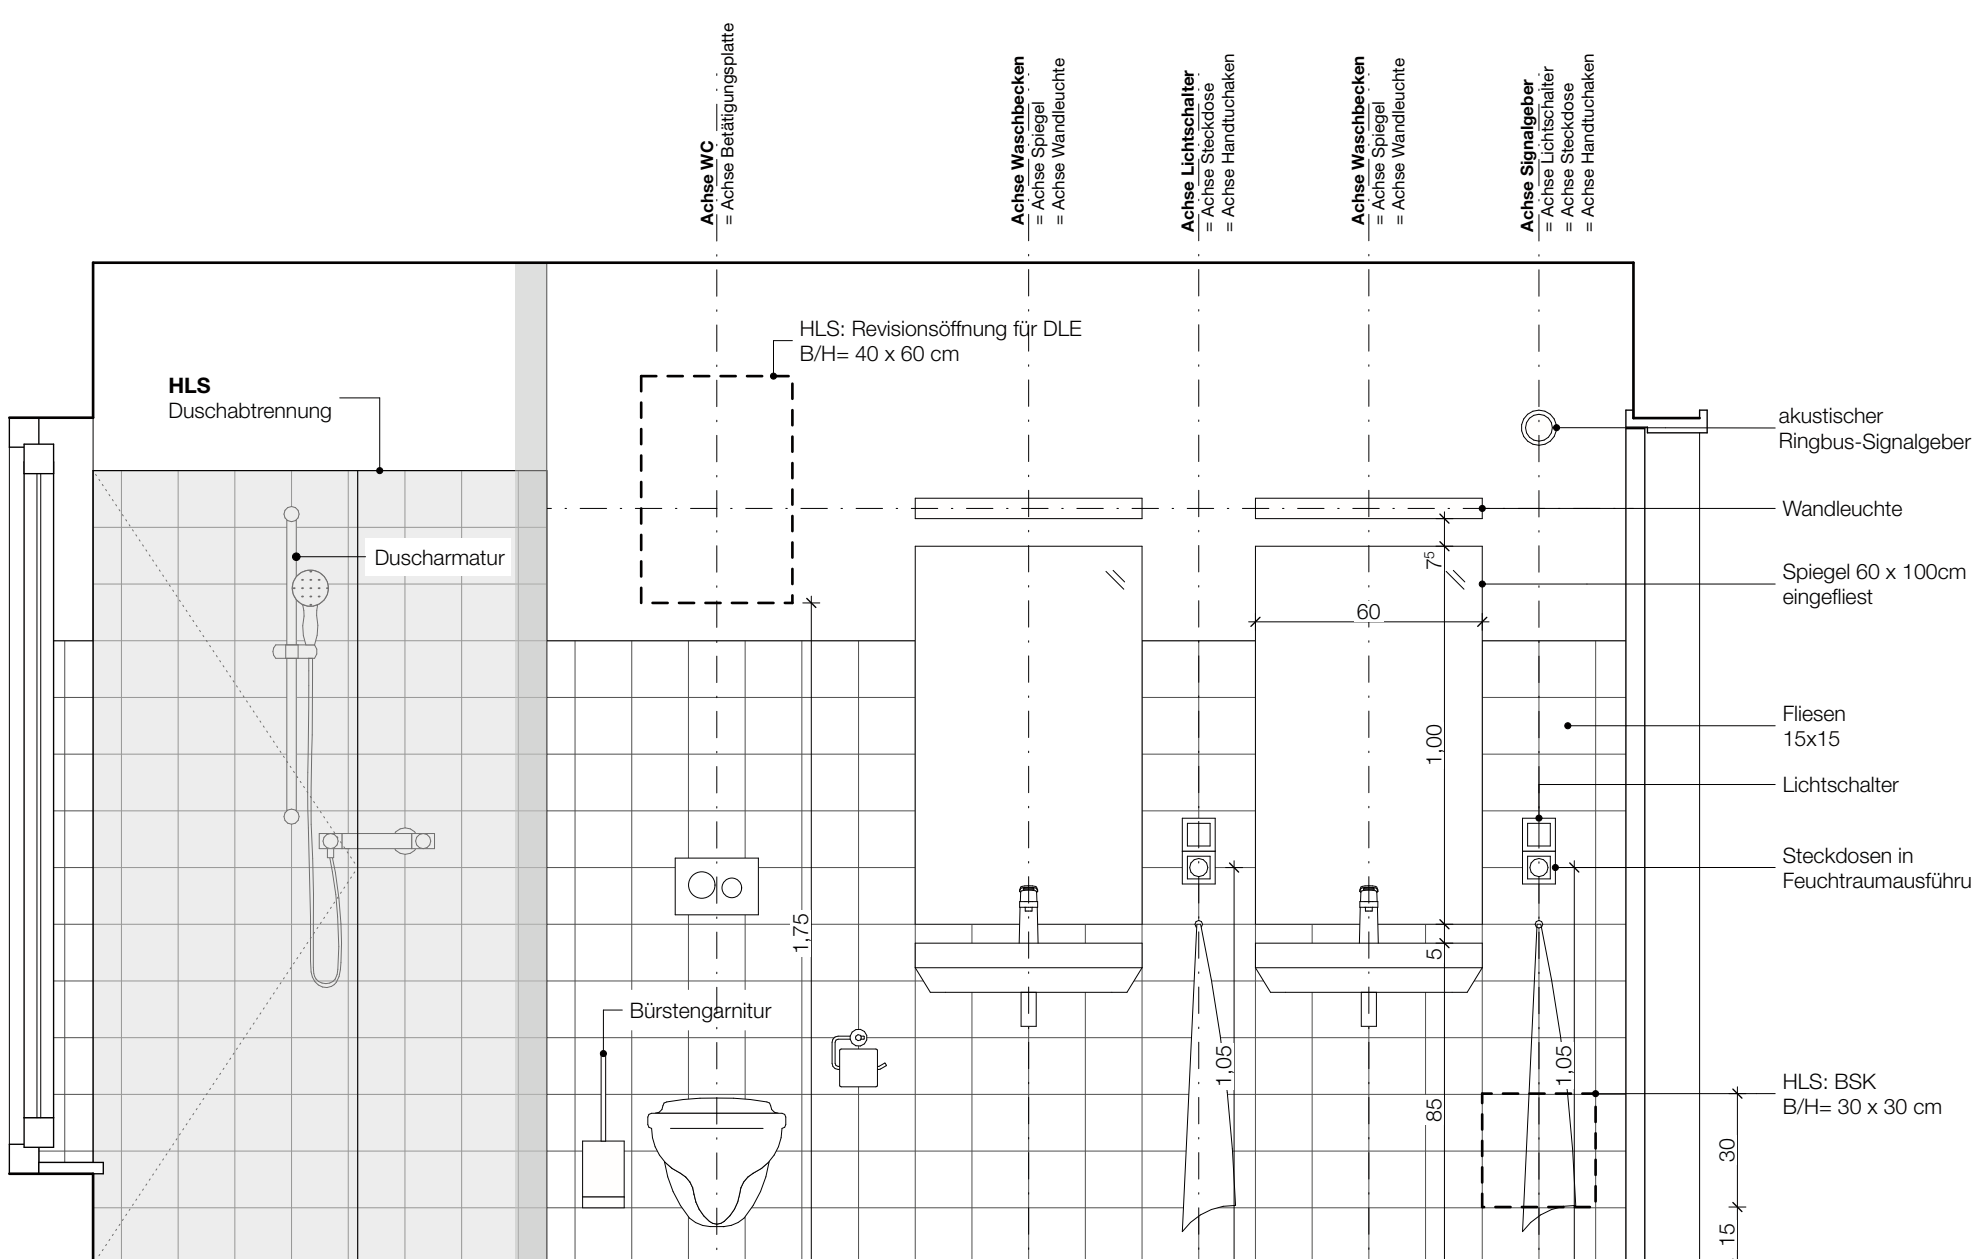 Achse WC
= Achse Betätigungsplatte
Achse Waschbecken
= Achse Spiegel
= Achse Wandleuchte
Achse Lichtschalter
= Achse Steckdose
= Achse Handtuchaken
Achse Waschbecken
= Achse Spiegel
= Achse Wandleuchte
Achse Signalgeber
= Achse Lichtschalter
= Achse Steckdose
= Achse Handtuchaken
HLS: Revisionsöffnung für DLE
B/H= 40 x 60 cm
HLS
Duschabtrennung
akustischer
Ringbus-Signalgeber
Wandleuchte
Duscharmatur
7⁵
Spiegel 60 x 100cm
eingefliest
60
Fliesen
15x15
1,00
Lichtschalter
Steckdosen in
Feuchtraumausführu
1,75
5
Bürstengarnitur
1,05
1,05
85
HLS: BSK
B/H= 30 x 30 cm
30
15